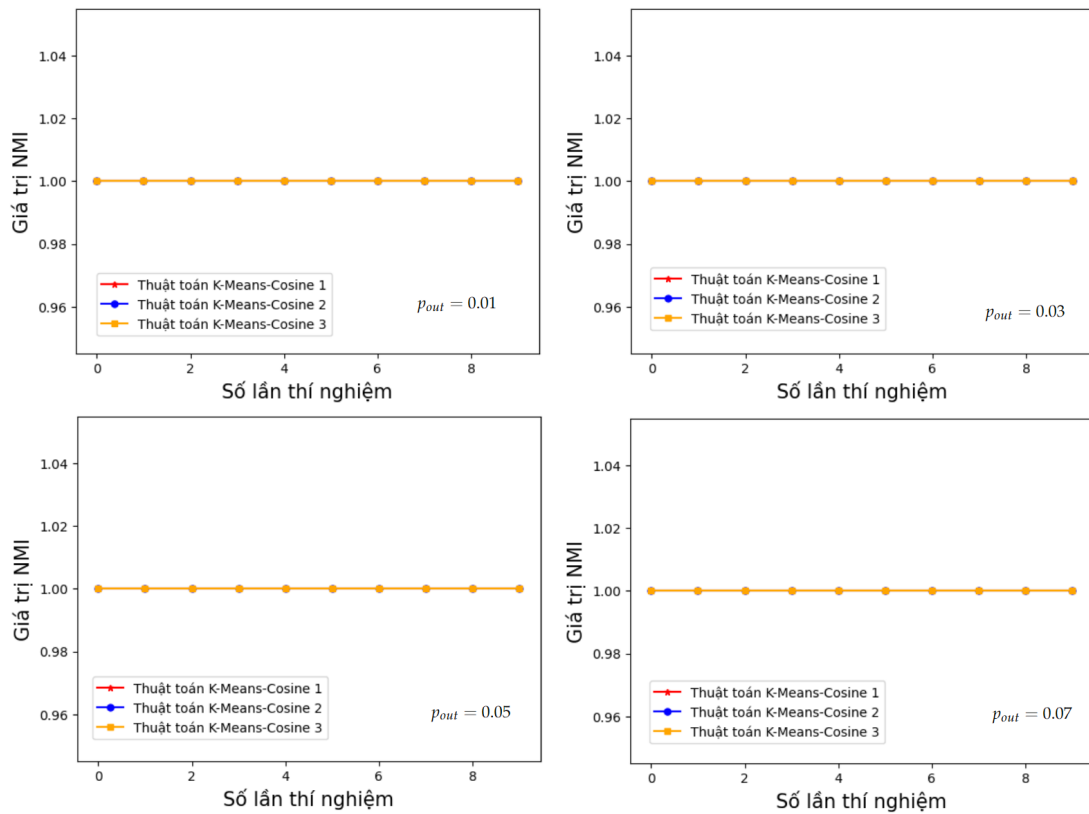 1.04
1.02
1.00
0.98
0.96
Giá trị NMI
Thuật toán K-Means-Cosine 1
Thuật toán K-Means-Cosine 2
Thuật toán K-Means-Cosine 3
p_out = 0.01
0 2 4 6 8
Số lần thí nghiệm
1.04
1.02
1.00
0.98
0.96
Giá trị NMI
Thuật toán K-Means-Cosine 1
Thuật toán K-Means-Cosine 2
Thuật toán K-Means-Cosine 3
p_out = 0.03
0 2 4 6 8
Số lần thí nghiệm
1.04
1.02
1.00
0.98
0.96
Giá trị NMI
Thuật toán K-Means-Cosine 1
Thuật toán K-Means-Cosine 2
Thuật toán K-Means-Cosine 3
p_out = 0.05
0 2 4 6 8
Số lần thí nghiệm
1.04
1.02
1.00
0.98
0.96
Giá trị NMI
Thuật toán K-Means-Cosine 1
Thuật toán K-Means-Cosine 2
Thuật toán K-Means-Cosine 3
p_out = 0.07
0 2 4 6 8
Số lần thí nghiệm